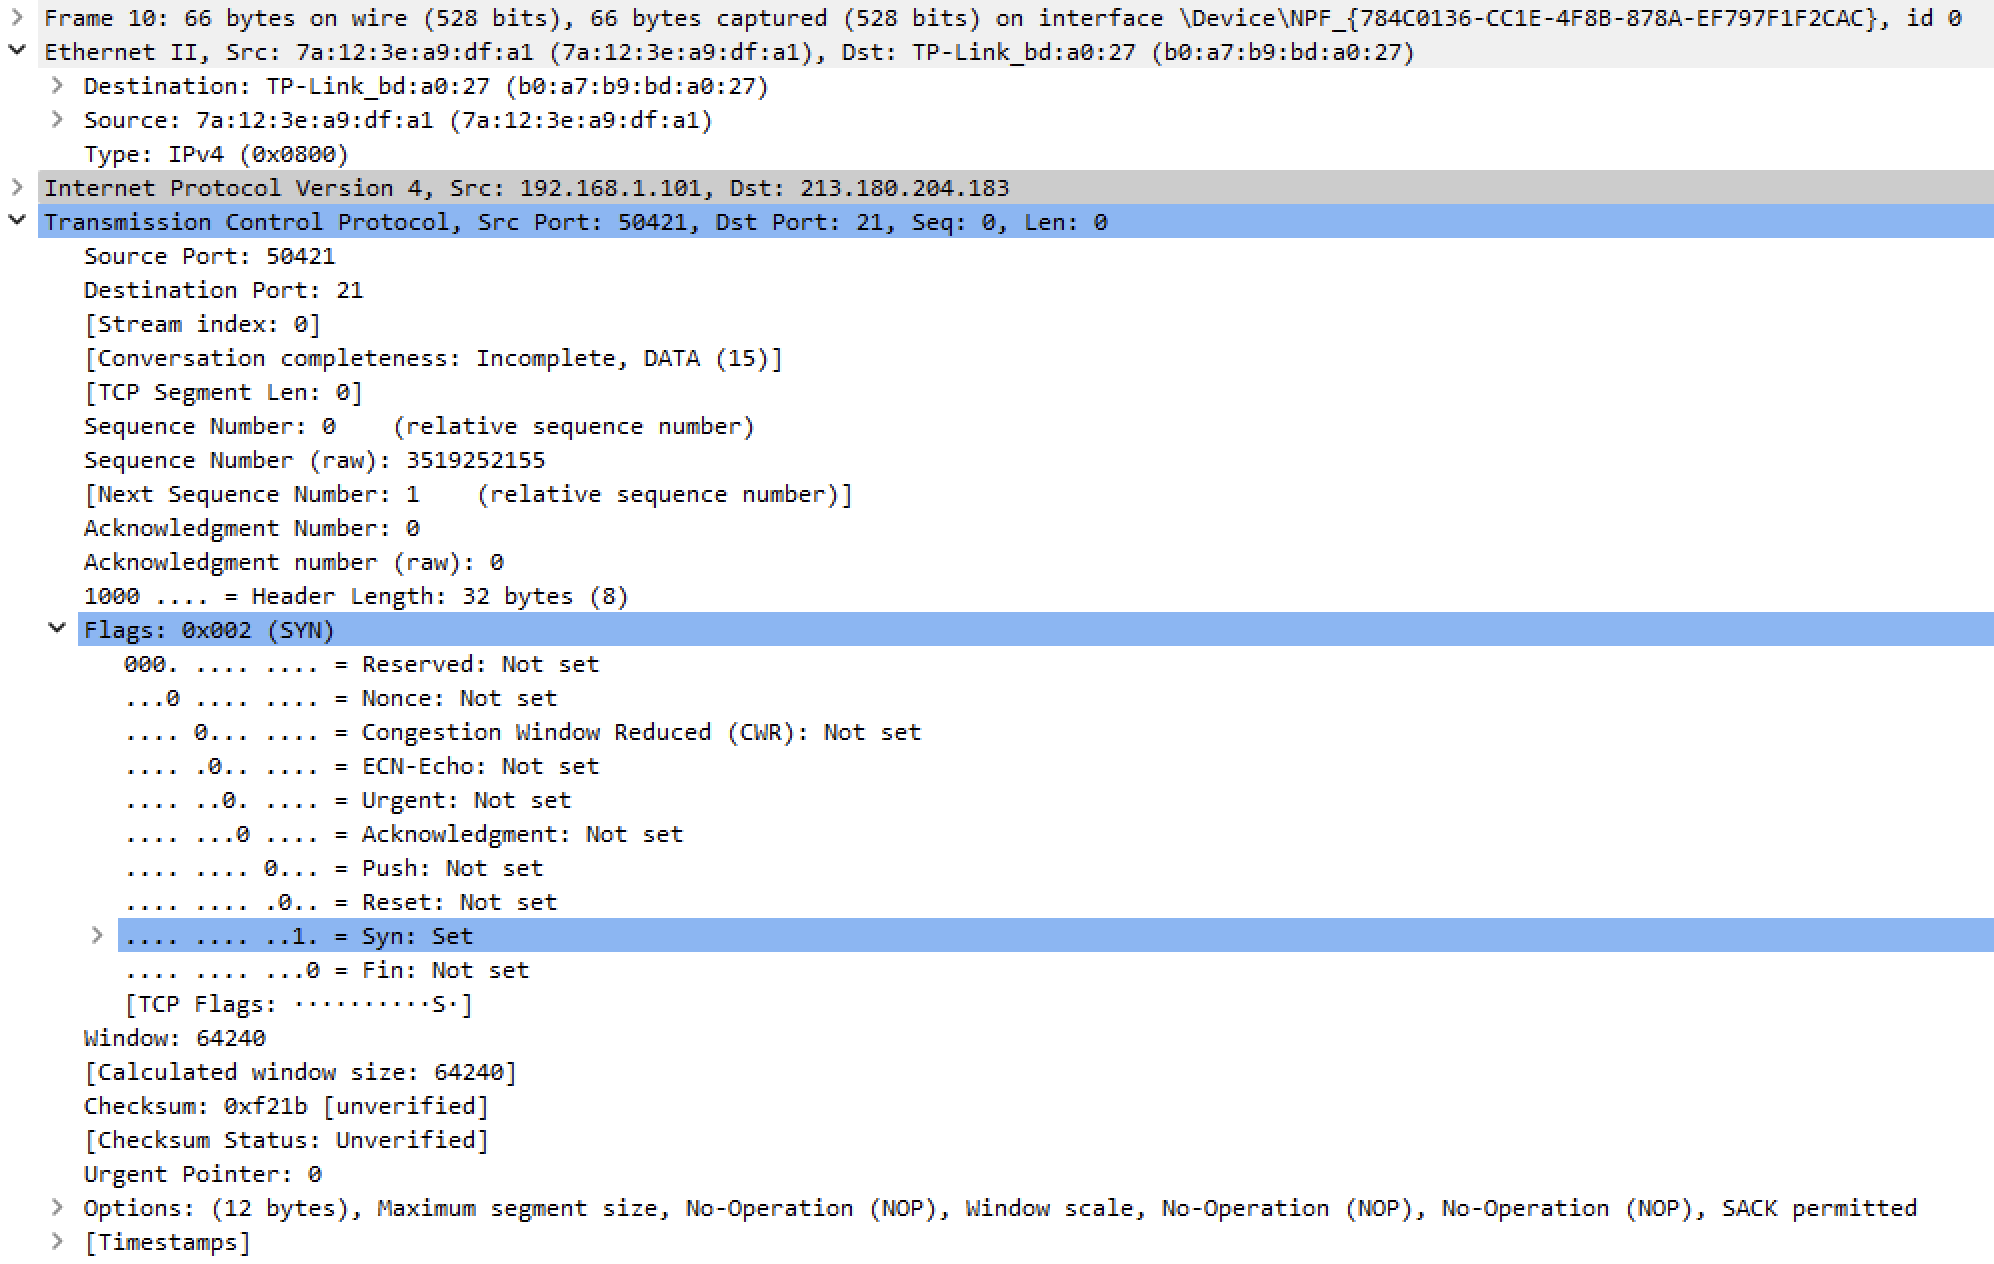 Frame 10: 66 bytes on wire (528 bits), 66 bytes captured (528 bits) on interface \Device\NPF_{784C0136-CC1E-4F8B-878A-EF797F1F2CAC}, id 0
Ethernet II, Src: 7a:12:3e:a9:df:a1 (7a:12:3e:a9:df:a1), Dst: TP-Link_bd:a0:27 (b0:a7:b9:bd:a0:27)
Destination: TP-Link_bd:a0:27 (b0:a7:b9:bd:a0:27)
Source: 7a:12:3e:a9:df:a1 (7a:12:3e:a9:df:a1)
Type: IPv4 (0x0800)
Internet Protocol Version 4, Src: 192.168.1.101, Dst: 213.180.204.183
Transmission Control Protocol, Src Port: 50421, Dst Port: 21, Seq: 0, Len: 0
Source Port: 50421
Destination Port: 21
[Stream index: 0]
[Conversation completeness: Incomplete, DATA (15)]
[TCP Segment Len: 0]
Sequence Number: 0    (relative sequence number)
Sequence Number (raw): 3519252155
[Next Sequence Number: 1    (relative sequence number)]
Acknowledgment Number: 0
Acknowledgment number (raw): 0
1000 .... = Header Length: 32 bytes (8)
Flags: 0x002 (SYN)
000. .... .... = Reserved: Not set
...0 .... .... = Nonce: Not set
.... 0... .... = Congestion Window Reduced (CWR): Not set
.... .0.. .... = ECN-Echo: Not set
.... ..0. .... = Urgent: Not set
.... ...0 .... = Acknowledgment: Not set
.... .... 0... = Push: Not set
.... .... .0.. = Reset: Not set
.... .... ..1. = Syn: Set
.... .... ...0 = Fin: Not set
[TCP Flags: ··········S·]
Window: 64240
[Calculated window size: 64240]
Checksum: 0xf21b [unverified]
[Checksum Status: Unverified]
Urgent Pointer: 0
Options: (12 bytes), Maximum segment size, No-Operation (NOP), Window scale, No-Operation (NOP), No-Operation (NOP), SACK permitted
[Timestamps]